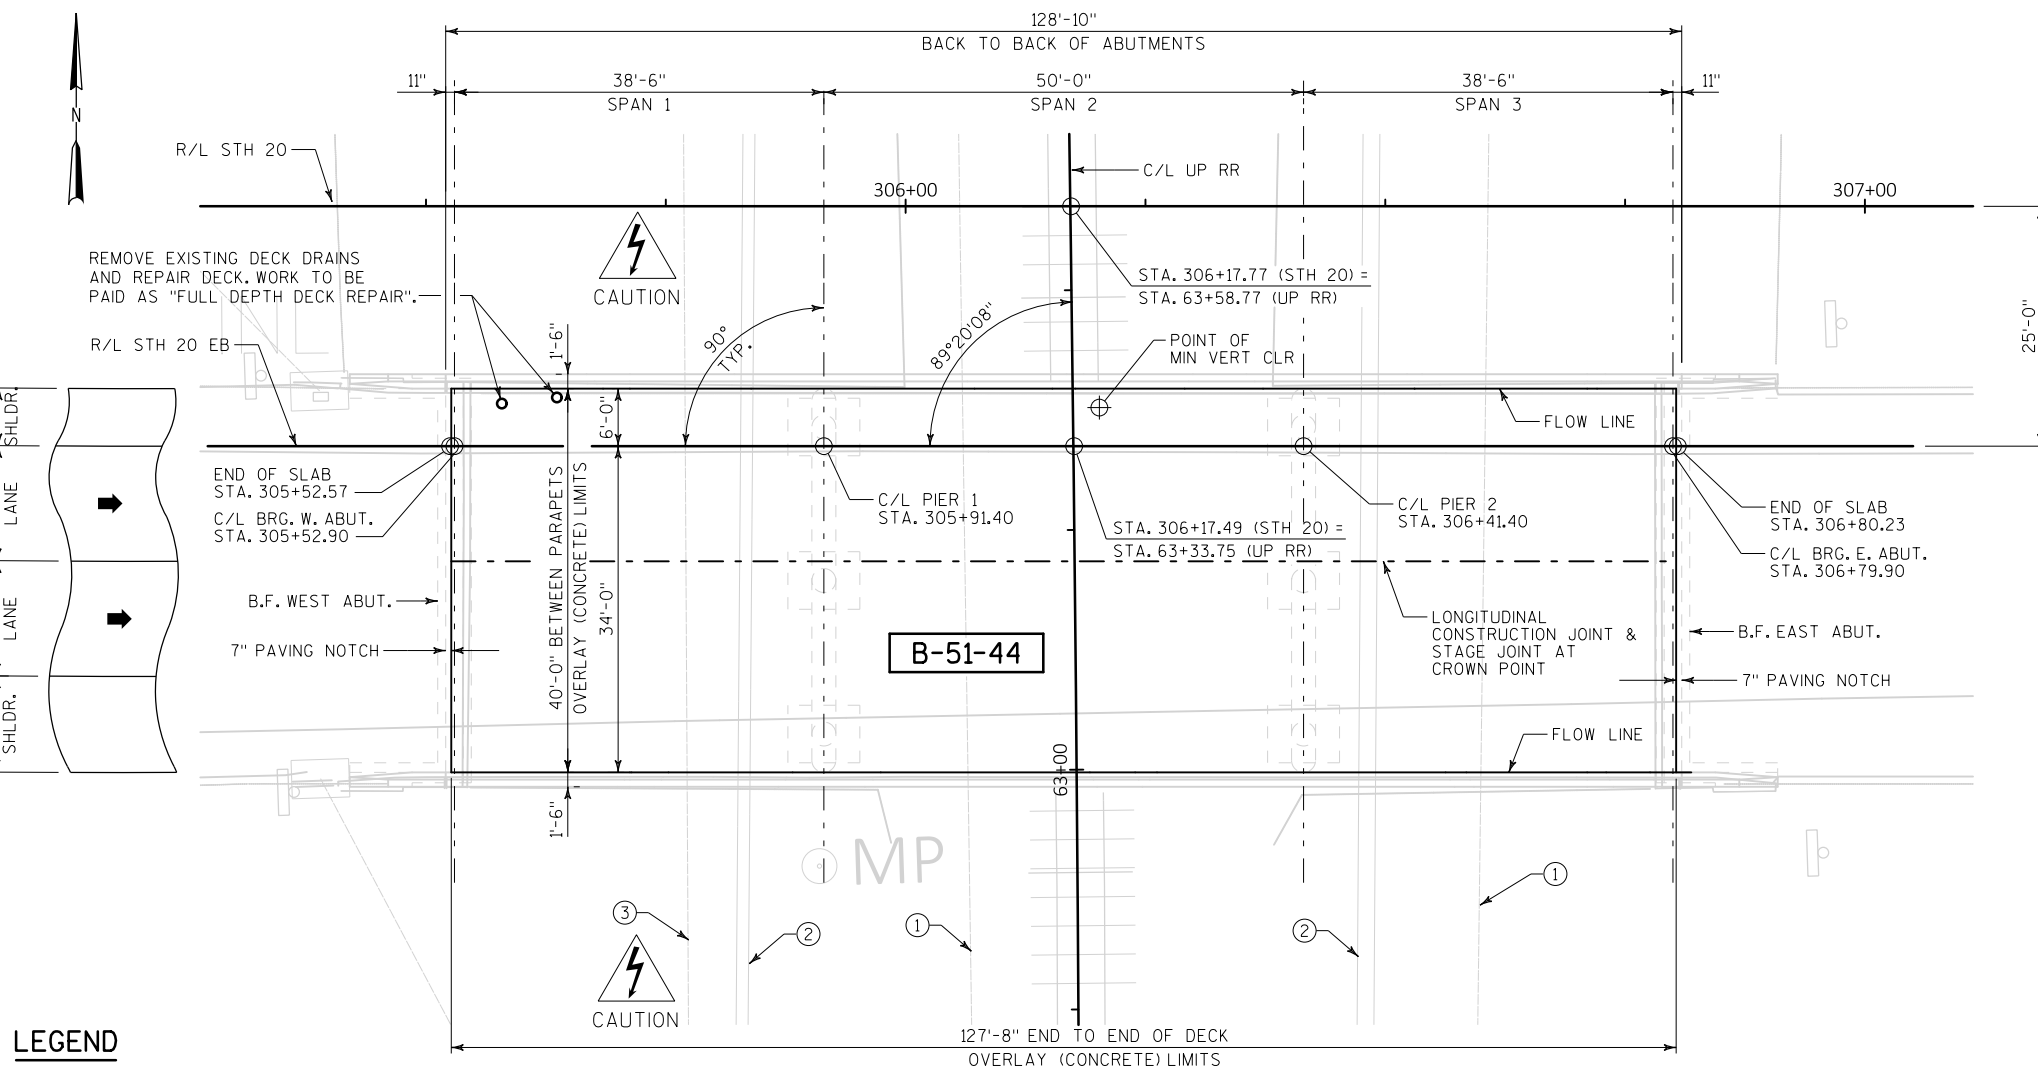 128'-10"
BACK TO BACK OF ABUTMENTS
11"
38'-6"
SPAN 1
50'-0"
SPAN 2
38'-6"
SPAN 3
11"
N
R/L STH 20
C/L UP RR
306+00
307+00
REMOVE EXISTING DECK DRAINS
AND REPAIR DECK. WORK TO BE
PAID AS "FULL DEPTH DECK REPAIR".
CAUTION
STA. 306+17.77 (STH 20) =
STA. 63+58.77 (UP RR)
25'-0"
R/L STH 20 EB
1'-6"
90°
TYP.
89°20'08"
POINT OF
MIN VERT CLR
SHLDR.
6'-0"
FLOW LINE
END OF SLAB
STA. 305+52.57
C/L BRG. W. ABUT.
STA. 305+52.90
LANE
C/L PIER 1
STA. 305+91.40
STA. 306+17.49 (STH 20) =
STA. 63+33.75 (UP RR)
C/L PIER 2
STA. 306+41.40
END OF SLAB
STA. 306+80.23
C/L BRG. E. ABUT.
STA. 306+79.90
40'-0" BETWEEN PARAPETS
OVERLAY (CONCRETE) LIMITS
34'-0"
LANE
B.F. WEST ABUT.
7" PAVING NOTCH
B-51-44
LONGITUDINAL
CONSTRUCTION JOINT &
STAGE JOINT AT
CROWN POINT
B.F. EAST ABUT.
7" PAVING NOTCH
SHLDR.
FLOW LINE
63+00
1'-6"
MP
3
2
1
2
1
CAUTION
127'-8" END TO END OF DECK
OVERLAY (CONCRETE) LIMITS
LEGEND